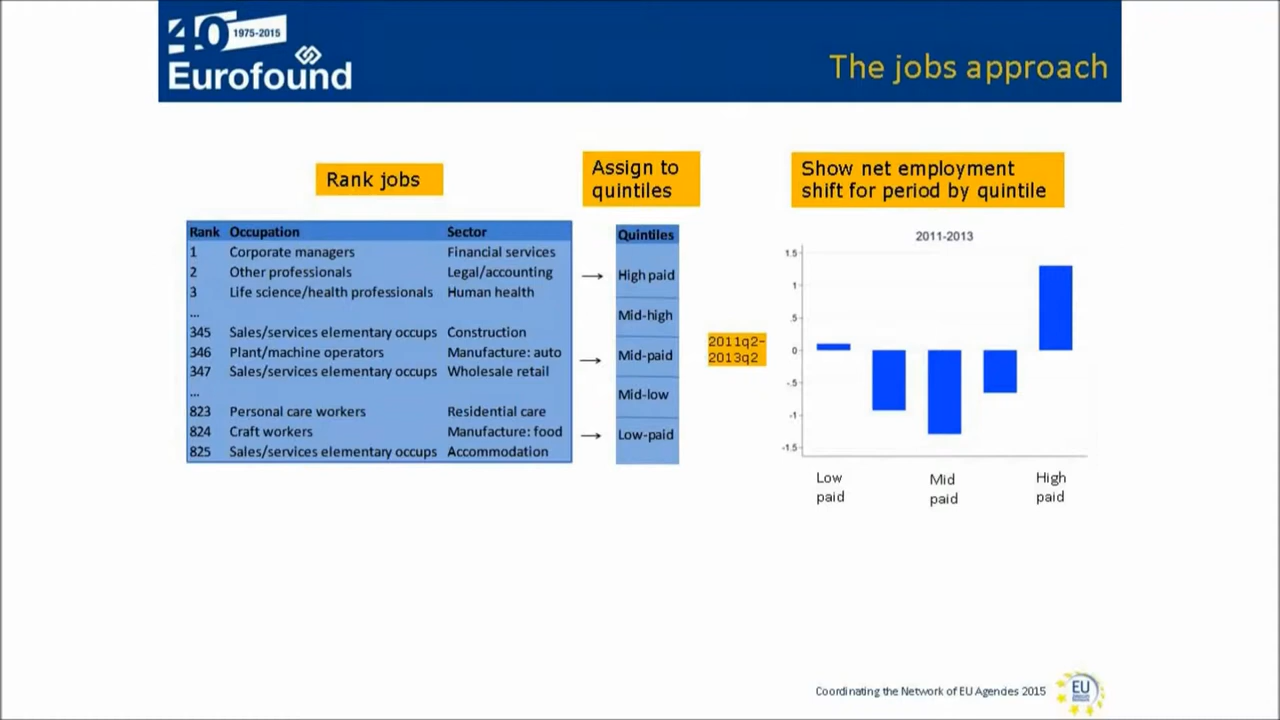 40 1975-2015
Eurofound
The jobs approach
Rank jobs
Assign to
quintiles
Show net employment
shift for period by quintile
Rank Occupation Sector
1 Corporate managers Financial services
2 Other professionals Legal/accounting
3 Life science/health professionals Human health
...
345 Sales/services elementary occups Construction
346 Plant/machine operators Manufacture: auto
347 Sales/services elementary occups Wholesale retail
...
823 Personal care workers Residential care
824 Craft workers Manufacture: food
825 Sales/services elementary occups Accommodation
Quintiles
High paid
Mid-high
Mid-paid
Mid-low
Low-paid
2011q2-
2013q2
2011-2013
1.5
1
.5
0
-.5
-1
-1.5
Low
paid
Mid
paid
High
paid
Coordinating the Network of EU Agencies 2015
EU